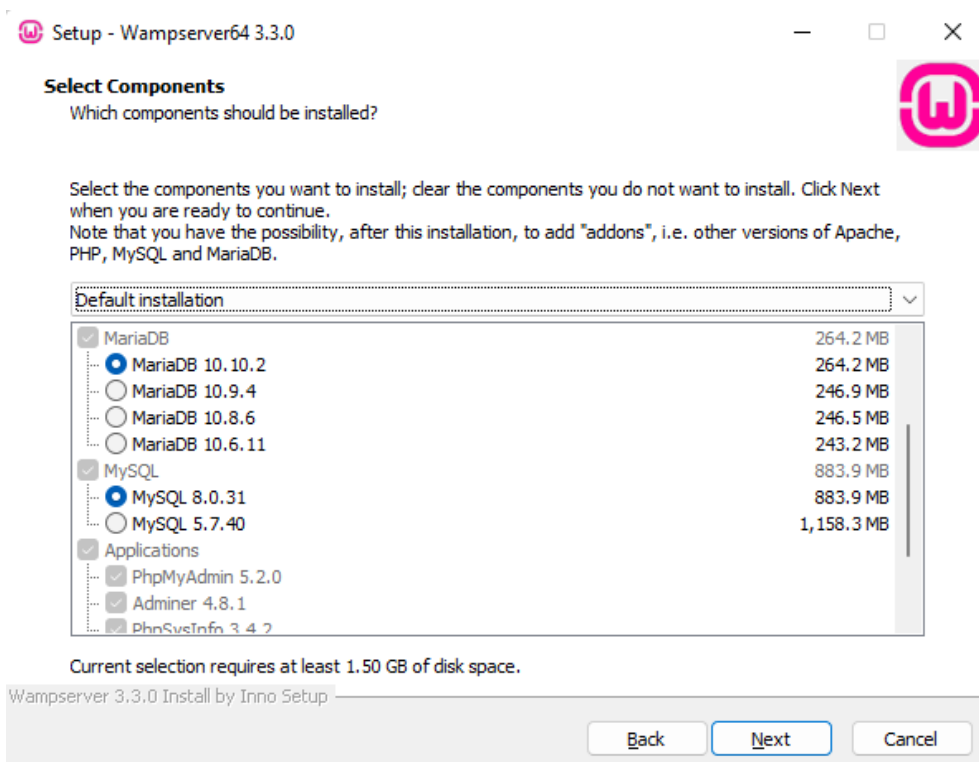 Setup - Wampserver64 3.3.0
Select Components
Which components should be installed?
Select the components you want to install; clear the components you do not want to install. Click Next
when you are ready to continue.
Note that you have the possibility, after this installation, to add "addons", i.e. other versions of Apache,
PHP, MySQL and MariaDB.
Default installation
MariaDB 264.2 MB
MariaDB 10.10.2 264.2 MB
MariaDB 10.9.4 246.9 MB
MariaDB 10.8.6 246.5 MB
MariaDB 10.6.11 243.2 MB
MySQL 883.9 MB
MySQL 8.0.31 883.9 MB
MySQL 5.7.40 1,158.3 MB
Applications
PhpMyAdmin 5.2.0
Adminer 4.8.1
PhpSysInfo 3.4.2
Current selection requires at least 1.50 GB of disk space.
Wampserver 3.3.0 Install by Inno Setup
Back Next Cancel